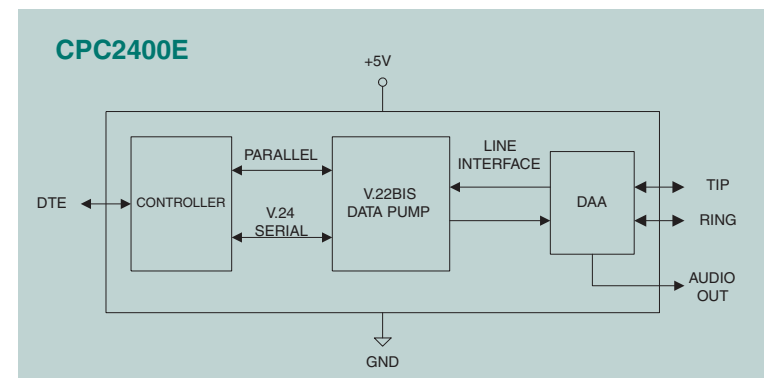 CPC2400E
+5V
PARALLEL
LINE
INTERFACE
DTE
CONTROLLER
V.22BIS
DATA PUMP
DAA
TIP
RING
V.24
SERIAL
AUDIO
OUT
GND